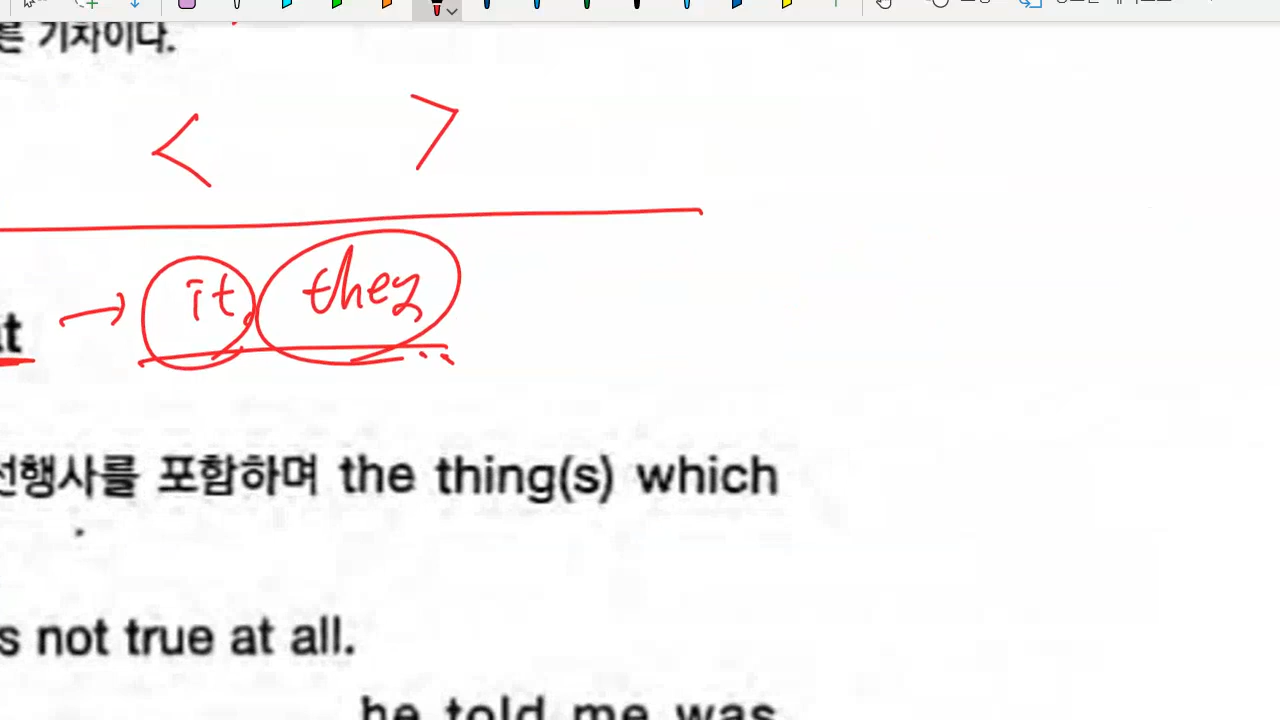 기차이다.
< >
→ it, they ...
선행사를 포함하며 the thing(s) which
s not true at all.
he told me was